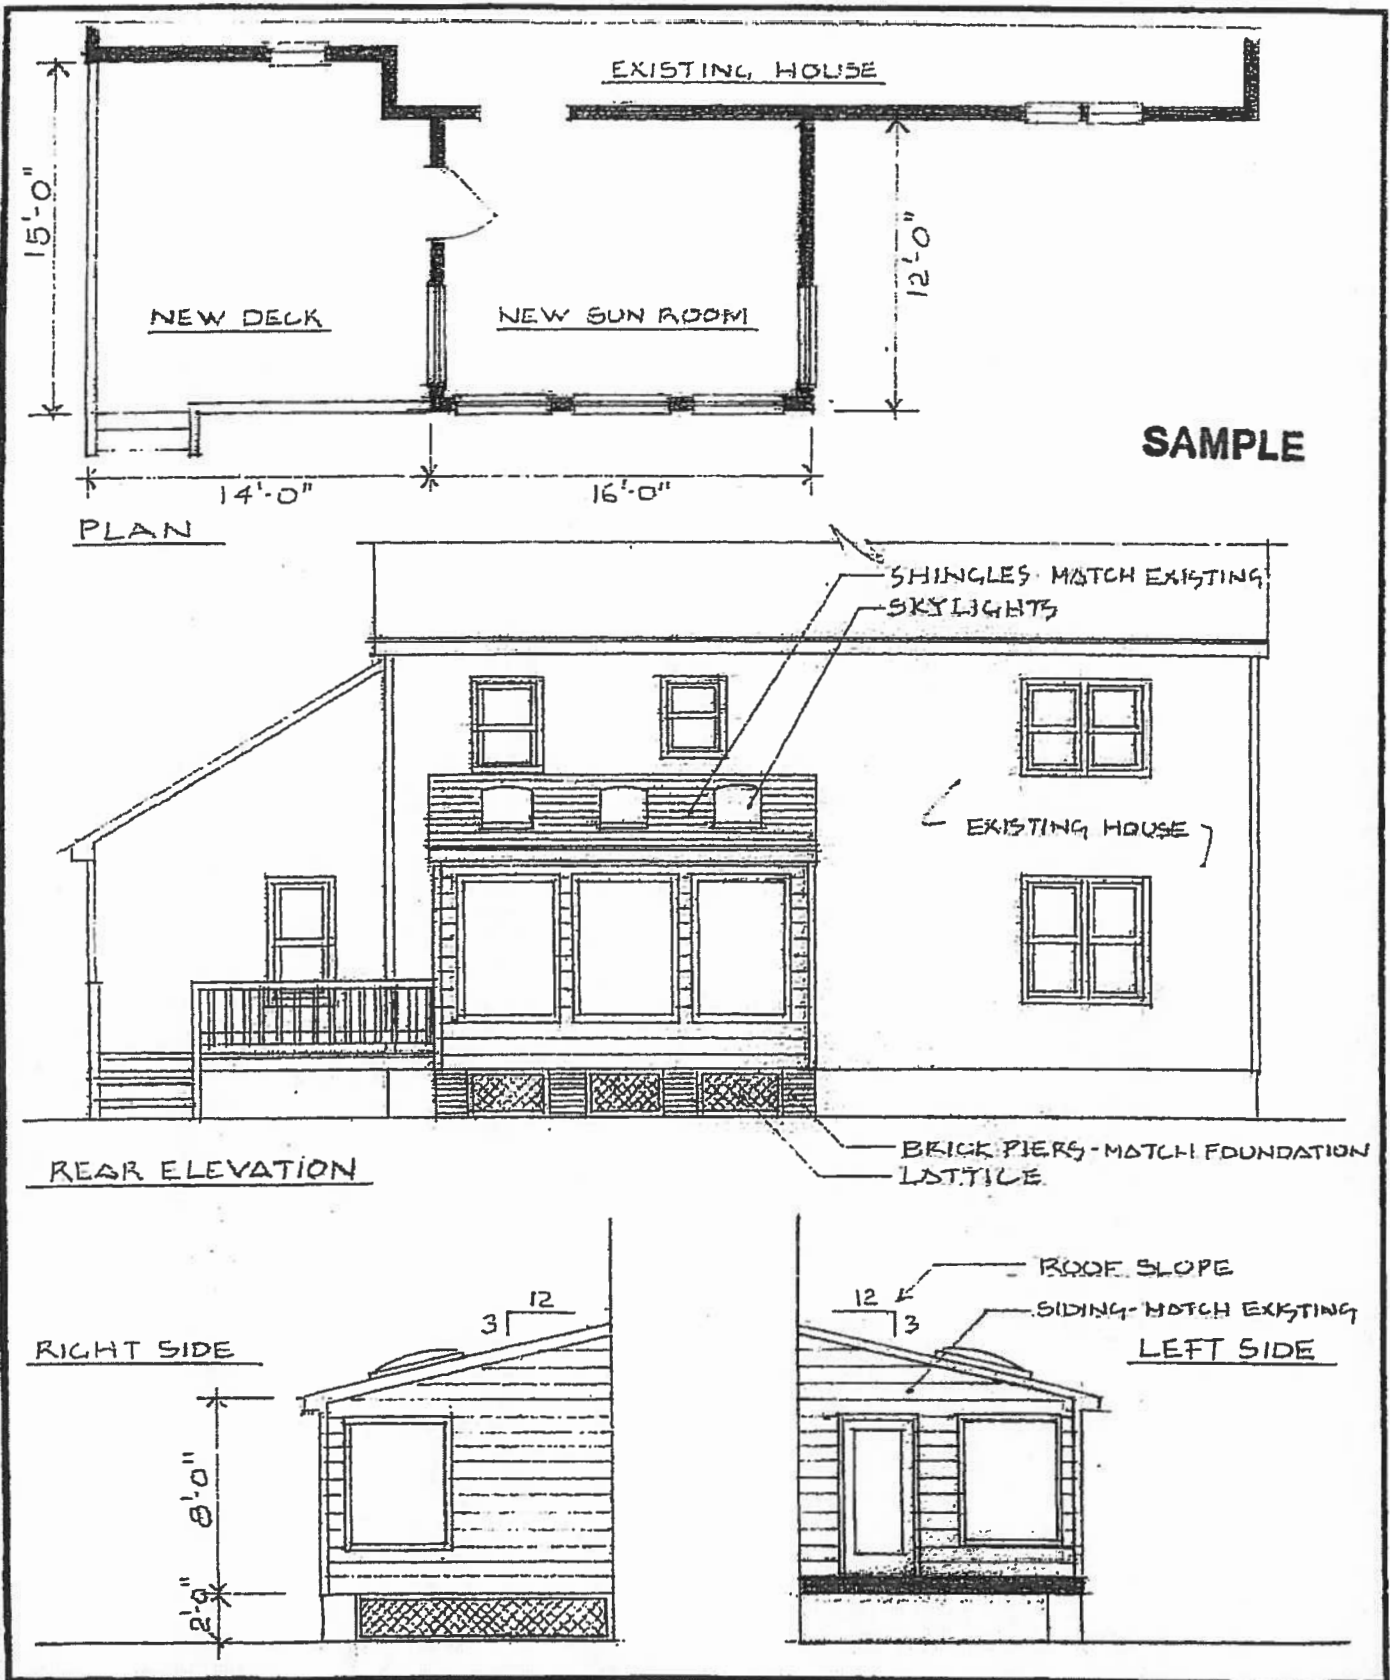 EXISTING HOUSE
15'-0"
12'-0"
NEW DECK
NEW SUN ROOM
SAMPLE
14'-0"
16'-0"
PLAN
SHINGLES MATCH EXISTING
SKYLIGHTS
EXISTING HOUSE
BRICK PIERS-MATCH FOUNDATION
LATTICE
REAR ELEVATION
ROOF SLOPE
12
3
12
3
SIDING-MATCH EXISTING
RIGHT SIDE
LEFT SIDE
8'-0"
2'-0"